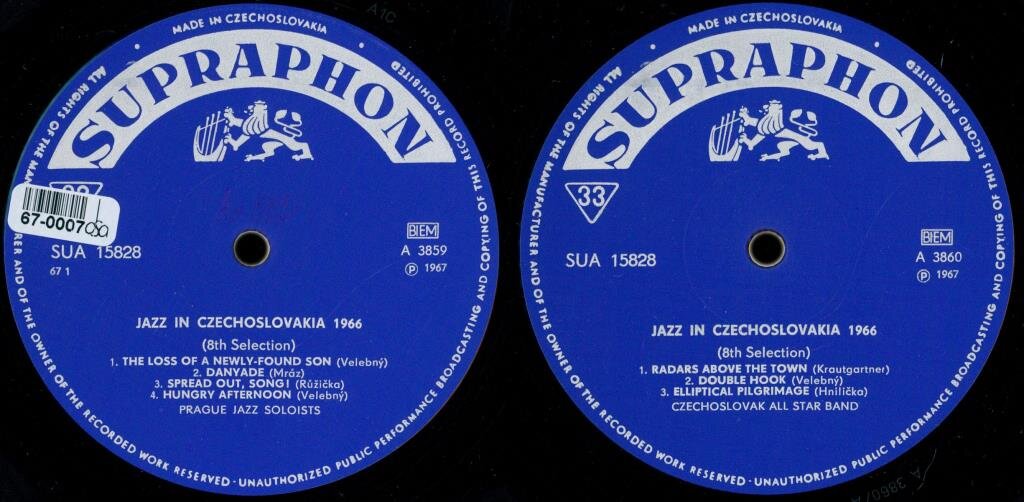 A1C
· MADE IN CZECHOSLOVAKIA ·
ALL RIGHTS OF THE MANUFACTURER AND OF THE OWNER OF THE RECORDED WORK RESERVED · UNAUTHORIZED PUBLIC PERFORMANCE BROADCASTING AND COPYING OF THIS RECORD PROHIBITED
SUPRAPHON
67-0007
SUA 15828
67 1
BIEM
A 3859
Ⓟ 1967
JAZZ IN CZECHOSLOVAKIA 1966
(8th Selection)
1. THE LOSS OF A NEWLY-FOUND SON (Velebný)
2. DANYADE (Mráz)
3. SPREAD OUT, SONG! (Růžička)
4. HUNGRY AFTERNOON (Velebný)
PRAGUE JAZZ SOLOISTS
· MADE IN CZECHOSLOVAKIA ·
ALL RIGHTS OF THE MANUFACTURER AND OF THE OWNER OF THE RECORDED WORK RESERVED · UNAUTHORIZED PUBLIC PERFORMANCE BROADCASTING AND COPYING OF THIS RECORD PROHIBITED
SUPRAPHON
33
SUA 15828
BIEM
A 3860
Ⓟ 1967
JAZZ IN CZECHOSLOVAKIA 1966
(8th Selection)
1. RADARS ABOVE THE TOWN (Krautgartner)
2. DOUBLE HOOK (Velebný)
3. ELLIPTICAL PILGRIMAGE (Hnilička)
CZECHOSLOVAK ALL STAR BAND